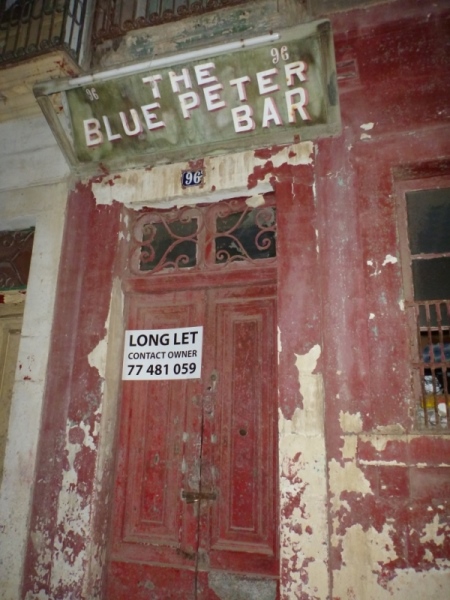 96
96
THE
BLUE PETER
BAR
96
LONG LET
CONTACT OWNER
77 481 059